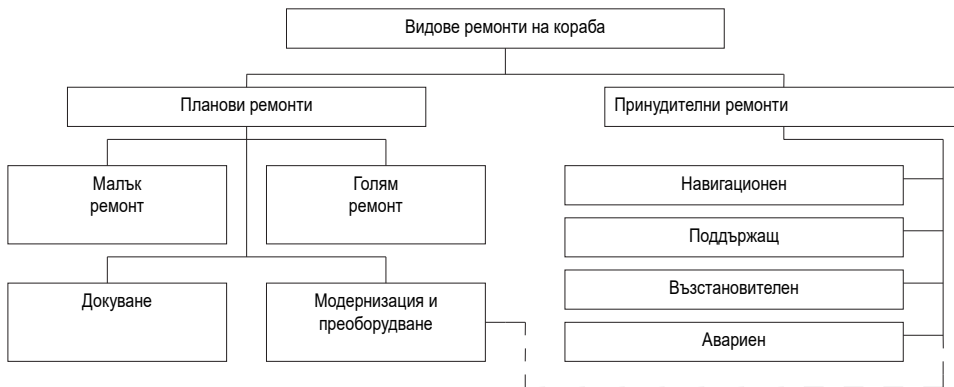 Видове ремонти на кораба
Планови ремонти
Принудителни ремонти
Малък
ремонт
Голям
ремонт
Докуване
Модернизация и
преоборудване
Навигационен
Поддържащ
Възстановителен
Авариен